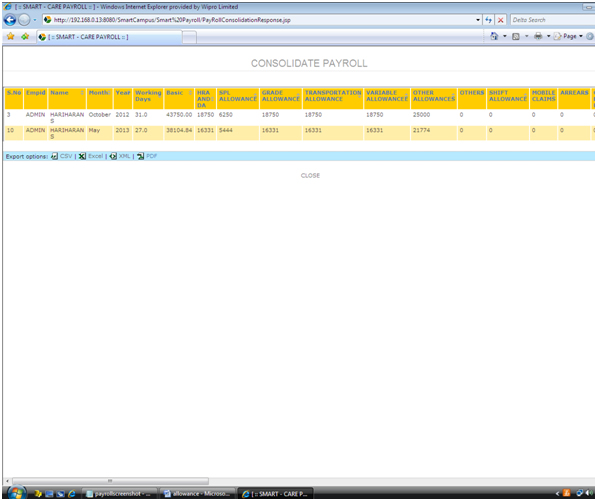 [ :: SMART - CARE PAYROLL :: ] - Windows Internet Explorer provided by Wipro Limited
http://192.168.0.13:8080/SmartCampus/Smart%20Payroll/PayRollConsolidationResponse.jsp
Delta Search
[ :: SMART - CARE PAYROLL :: ]
Page
CONSOLIDATE PAYROLL
S.No Empid Name Month Year Working Days Basic HRA AND DA SPL ALLOWANCE GRADE ALLOWANCE TRANSPORTATION ALLOWANCE VARIABLE ALLOWANCEE OTHER ALLOWANCES OTHERS SHIFT ALLOWANCE MOBILE CLAIMS ARREARS
3 ADMIN HARIHARAN S October 2012 31.0 43750.00 18750 6250 18750 18750 18750 25000 0 0 0 0
10 ADMIN HARIHARAN S May 2013 27.0 38104.84 16331 5444 16331 16331 16331 21774 0 0 0 0
Export options: CSV | Excel | XML | PDF
CLOSE
payrollscreenshot - ...
allowance - Microso...
[ :: SMART - CARE P...